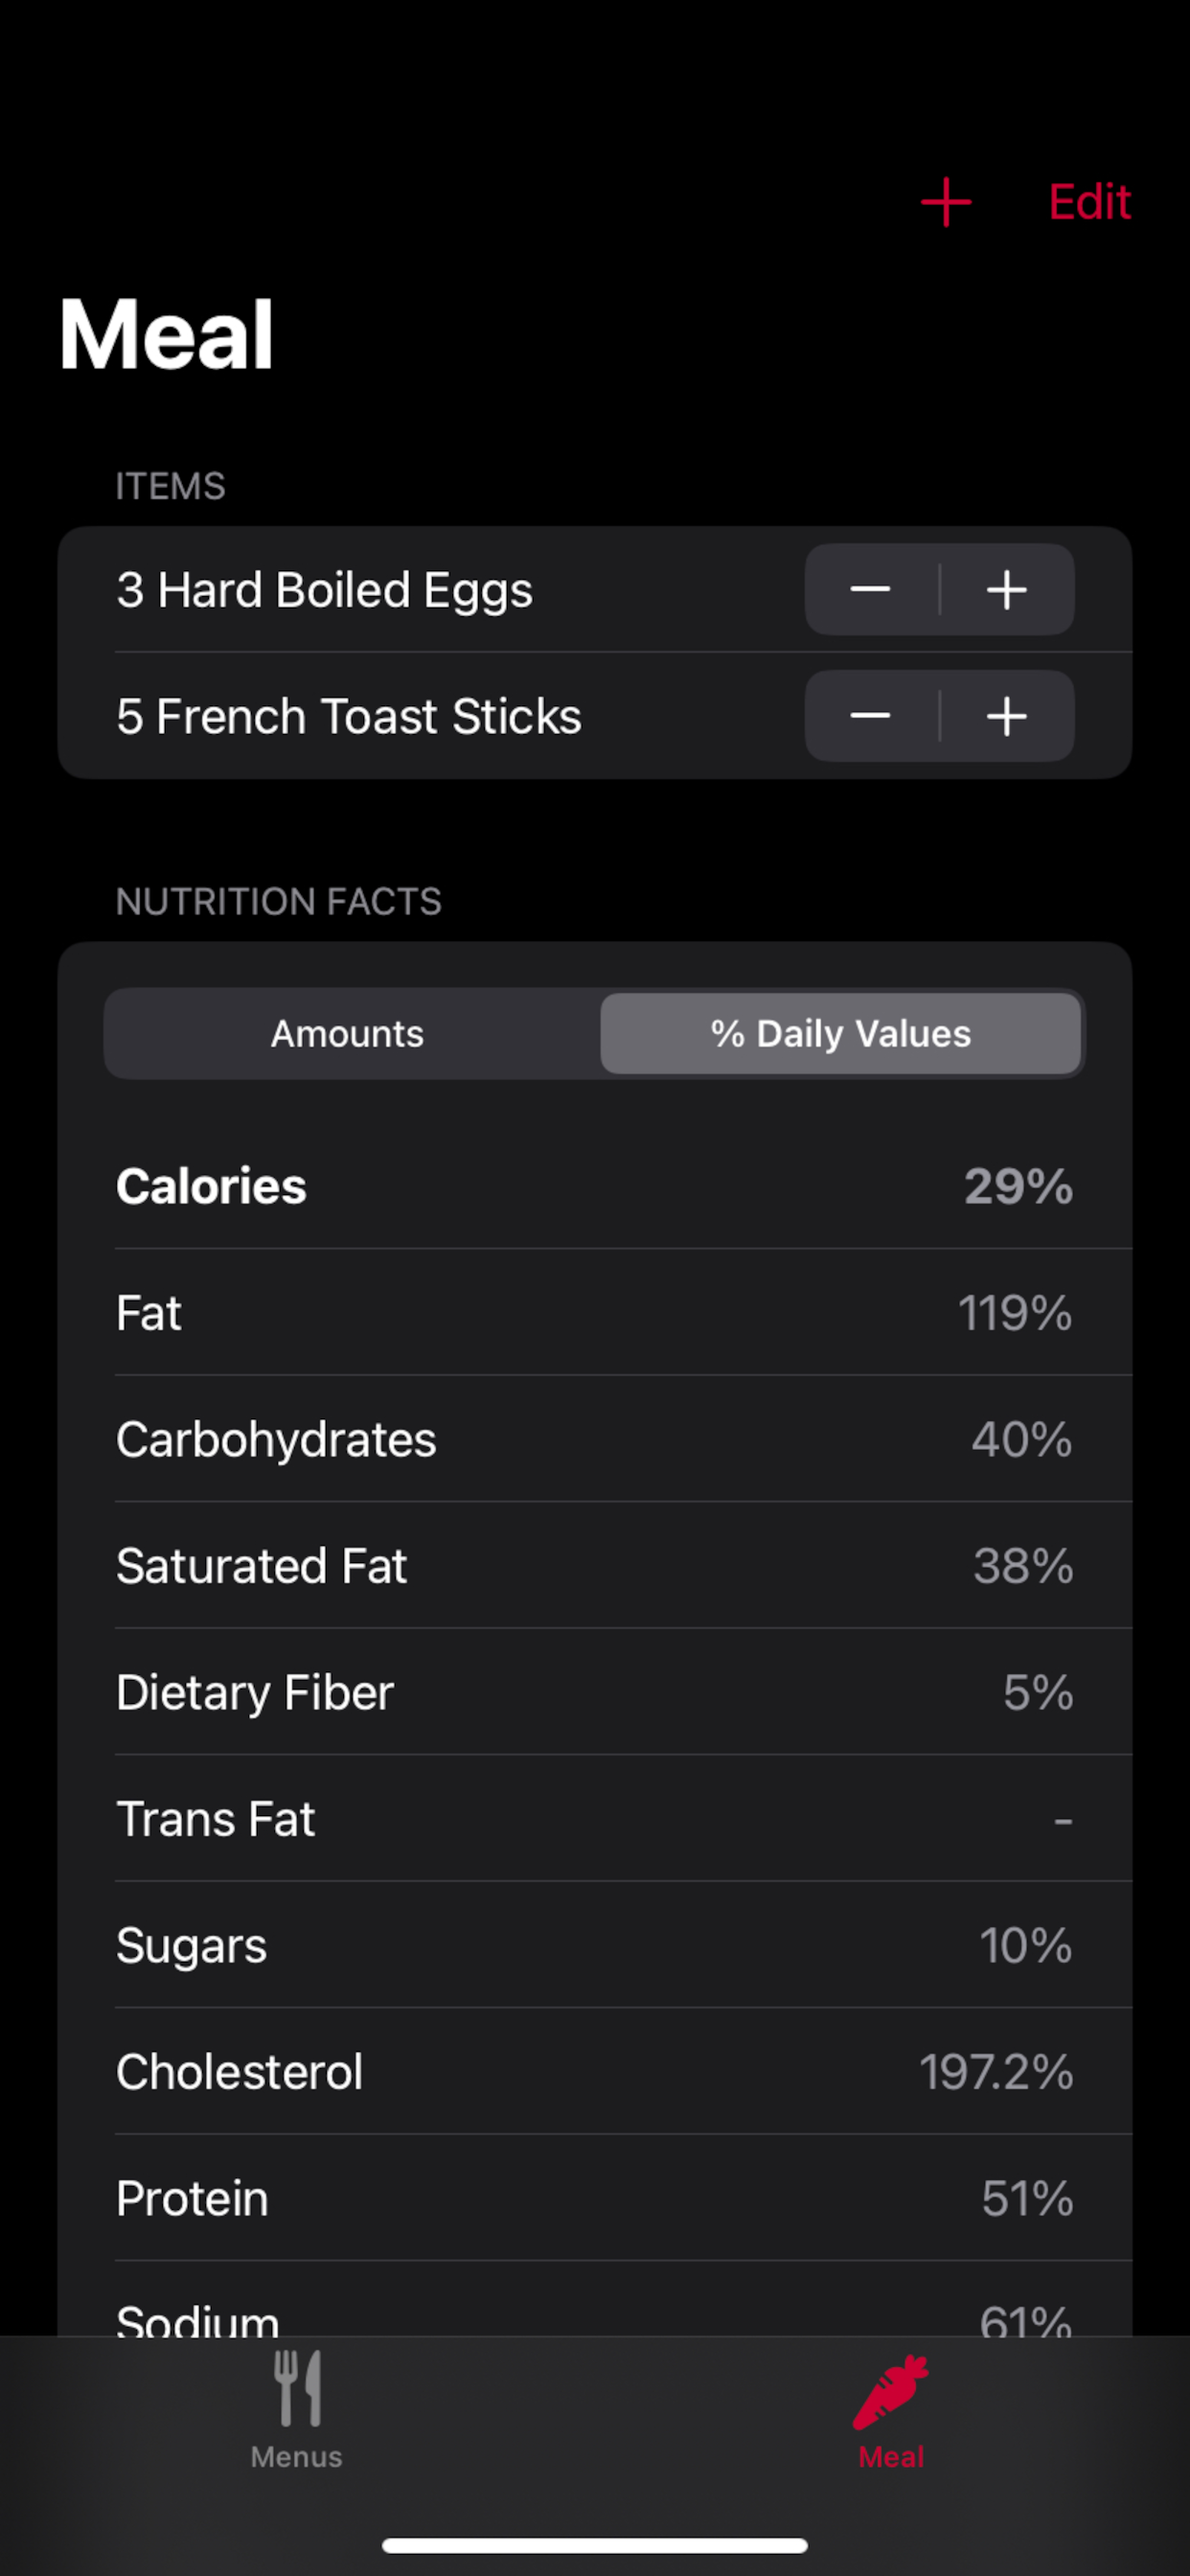 Edit
Meal
ITEMS
3 Hard Boiled Eggs
5 French Toast Sticks
NUTRITION FACTS
Amounts % Daily Values
Calories 29%
Fat 119%
Carbohydrates 40%
Saturated Fat 38%
Dietary Fiber 5%
Trans Fat -
Sugars 10%
Cholesterol 197.2%
Protein 51%
Sodium 61%
Menus Meal